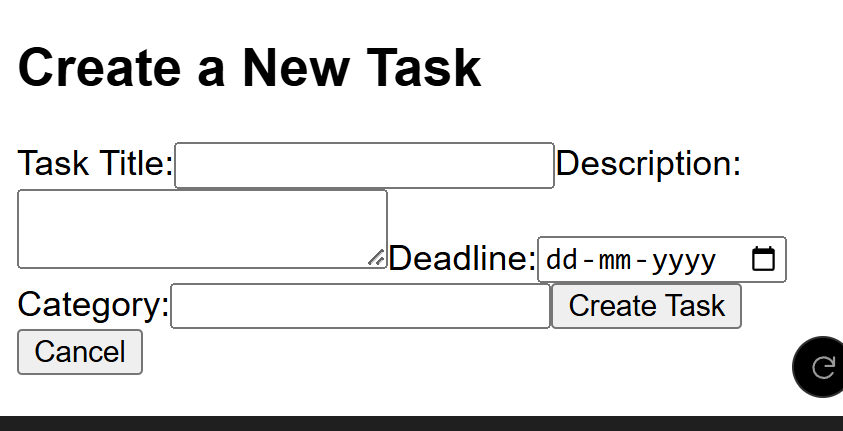 Create a New Task
Task Title:Description:
Deadline:dd-mm-yyyy
Category:Create Task
Cancel